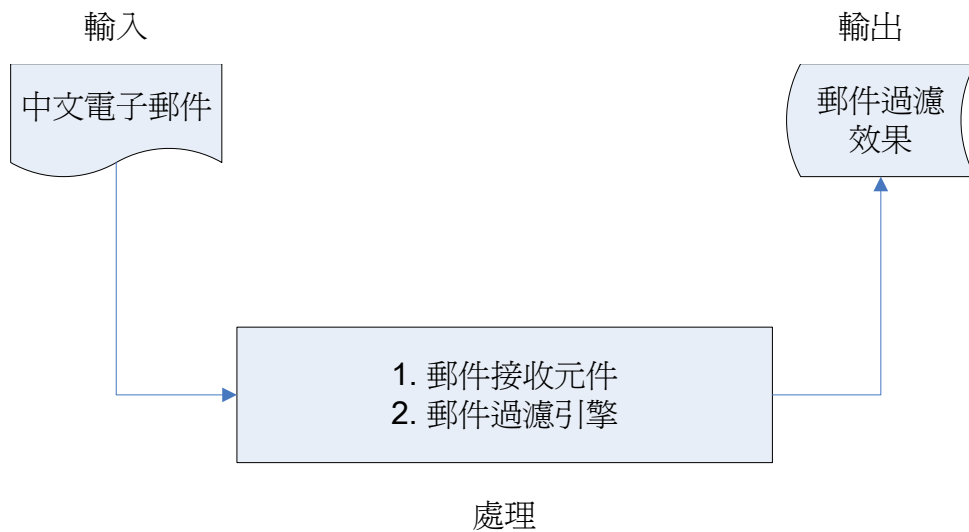 輸入
輸出
中文電子郵件
郵件過濾
效果
1. 郵件接收元件
2. 郵件過濾引擎
處理